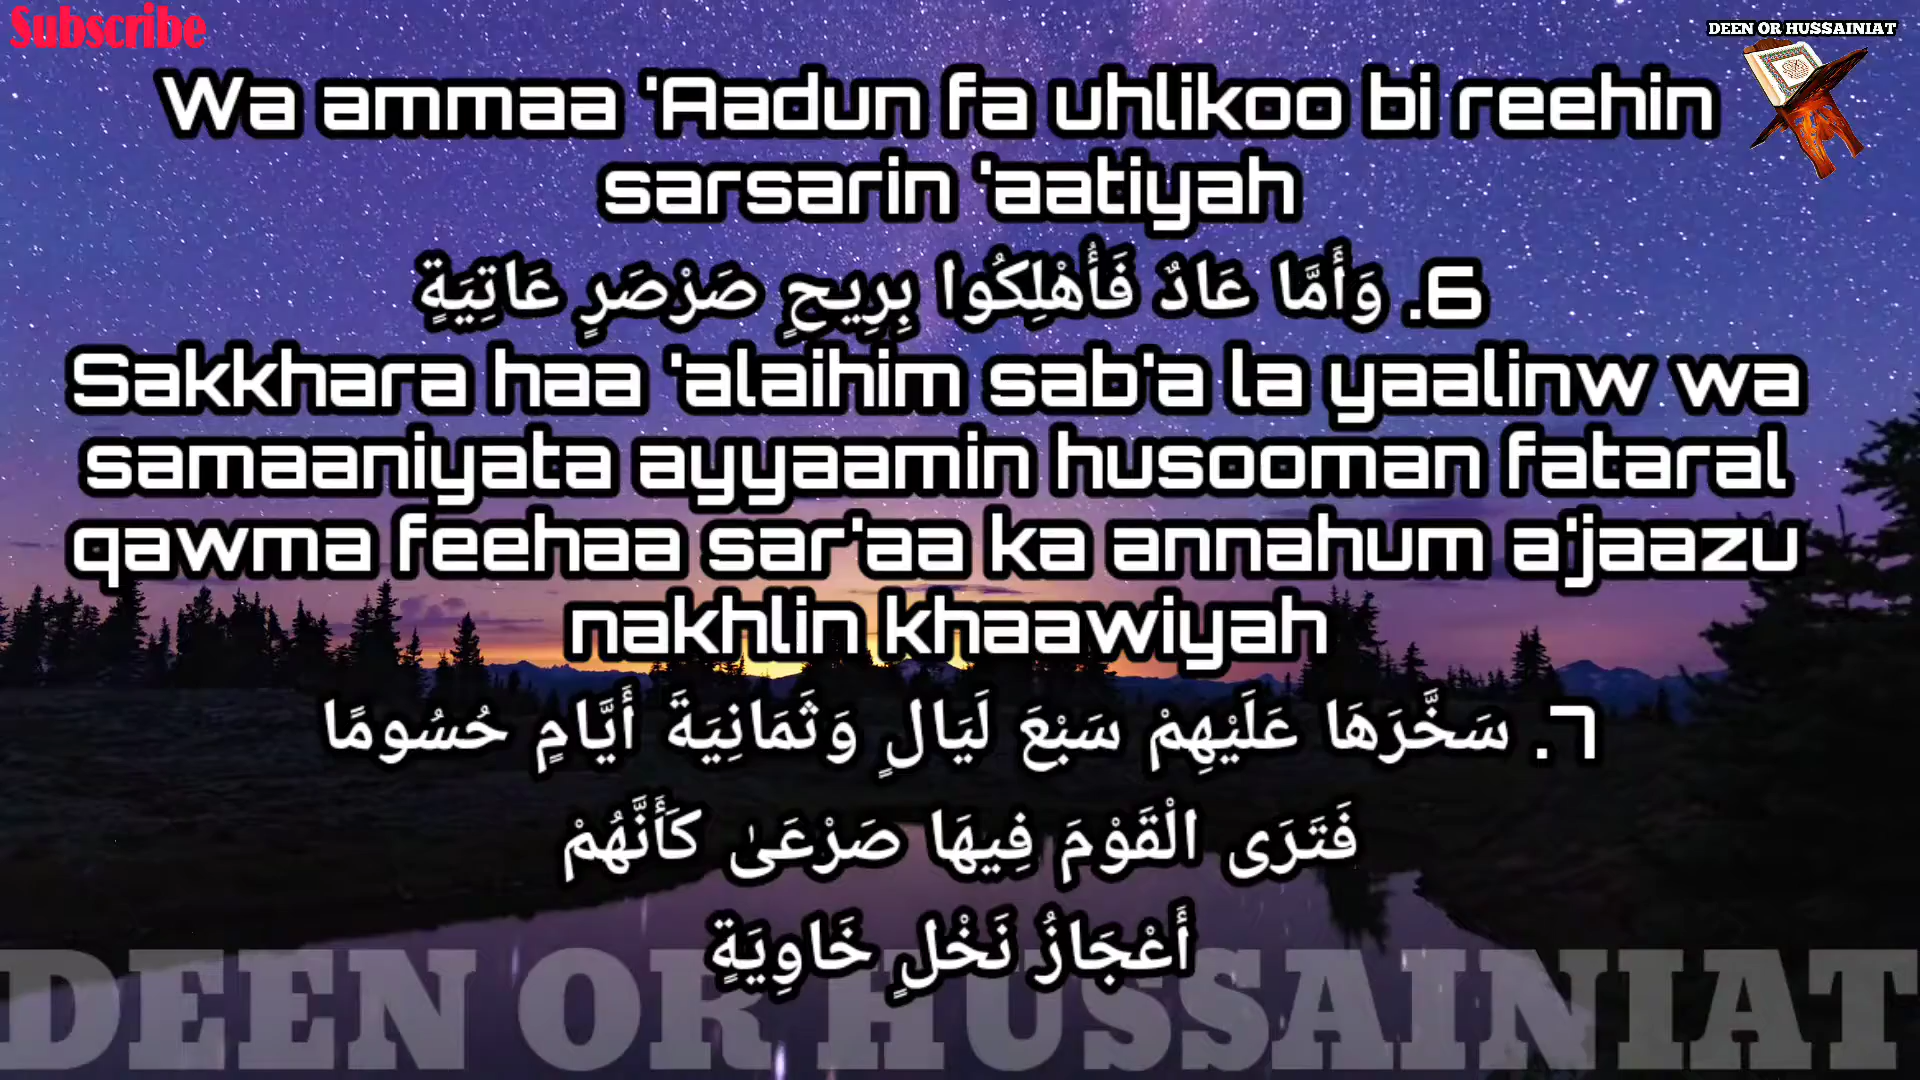 Subscribe
DEEN OR HUSSAINIAT
Wa ammaa 'Aadun fa uhlikoo bi reehin
sarsarin 'aatiyah
6. وَأَمَّا عَادٌ فَأُهْلِكُوا بِرِيحٍ صَرْصَرٍ عَاتِيَةٍ
Sakkhara haa 'alaihim sab'a la yaalinw wa
samaaniyata ayyaamin husooman fataral
qawma feehaa sar'aa ka annahum a'jaazu
nakhlin khaawiyah
7. سَخَّرَهَا عَلَيْهِمْ سَبْعَ لَيَالٍ وَثَمَانِيَةَ أَيَّامٍ حُسُومًا
فَتَرَى الْقَوْمَ فِيهَا صَرْعَىٰ كَأَنَّهُمْ
أَعْجَازُ نَخْلٍ خَاوِيَةٍ
DEEN OR HUSSAINIAT